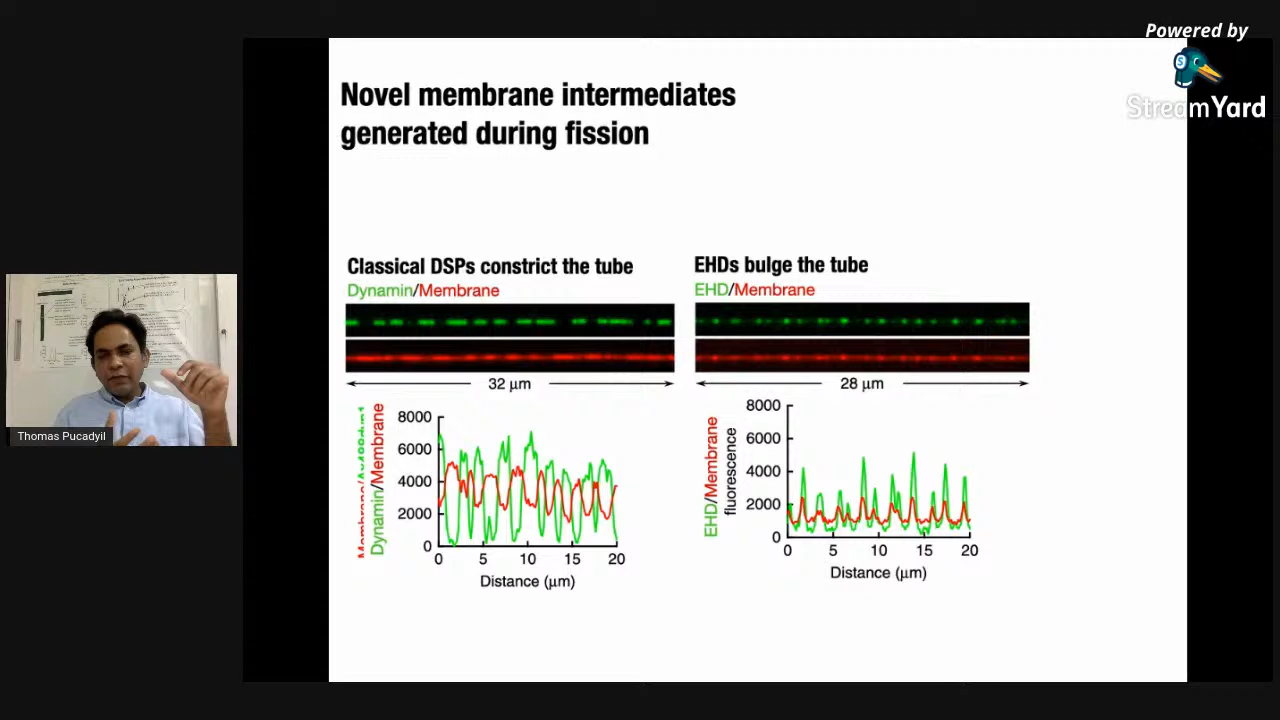 Powered by
StreamYard
Novel membrane intermediates
generated during fission
Classical DSPs constrict the tube
Dynamin/Membrane
32 µm
EHDs bulge the tube
EHD/Membrane
28 µm
Dynamin/Membrane
8000
6000
4000
2000
0
0 5 10 15 20
Distance (µm)
EHD/Membrane
fluorescence
8000
6000
4000
2000
0
0 5 10 15 20
Distance (µm)
Thomas Pucadyil